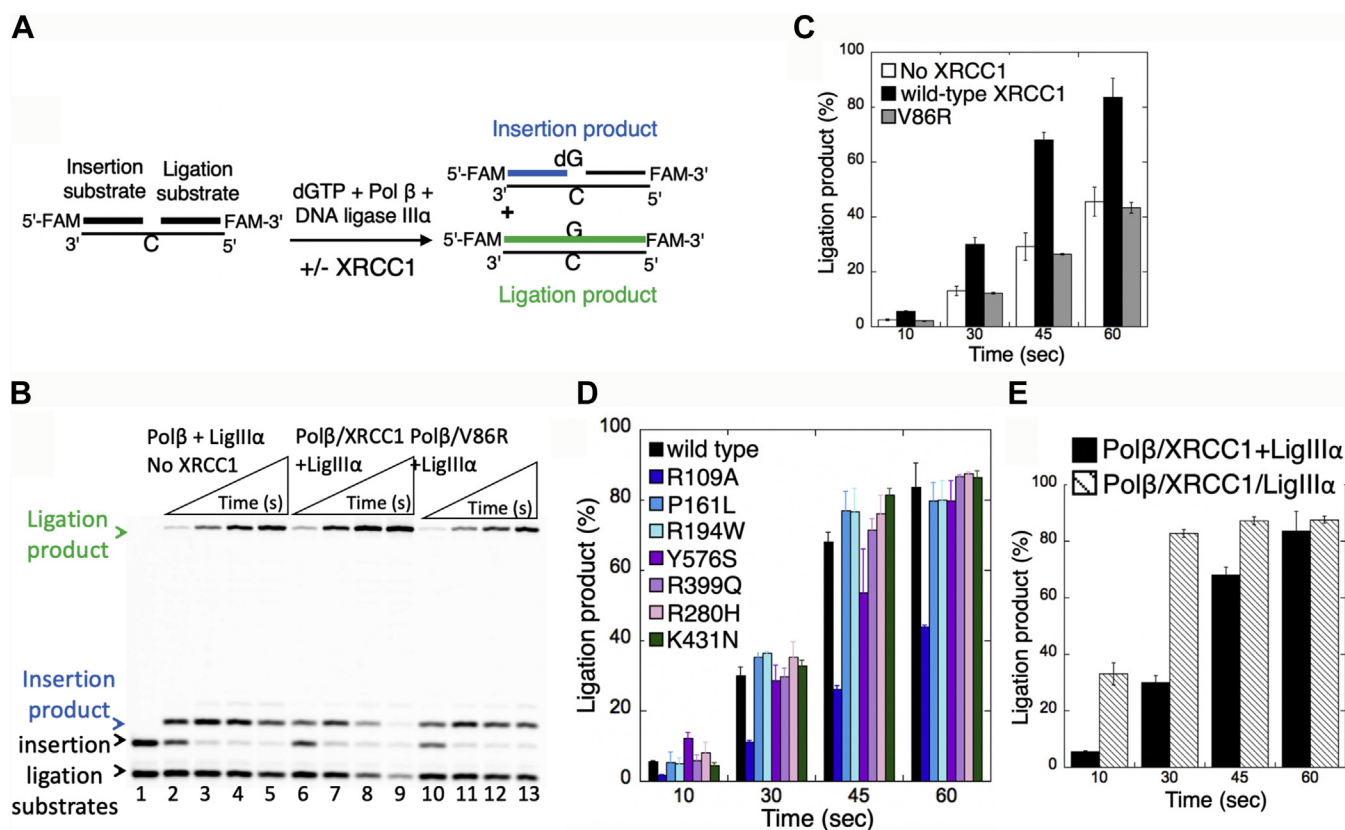 A
Insertion substrate
Ligation substrate
5'-FAM
FAM-3'
3'
C
5'
dGTP + Pol β +
DNA ligase IIIα
+/- XRCC1
Insertion product
dG
5'-FAM
FAM-3'
3'
C
5'
+
G
5'-FAM
FAM-3'
3'
C
5'
Ligation product
B
Polβ + LigIIIα
No XRCC1
Polβ/XRCC1
+LigIIIα
Polβ/V86R
+LigIIIα
Time (s)
Time (s)
Time (s)
Ligation
product
Insertion
product
insertion
ligation
substrates
1 2 3 4 5 6 7 8 9 10 11 12 13
C
Ligation product (%)
100
80
60
40
20
0
No XRCC1
wild-type XRCC1
V86R
10 30 45 60
Time (sec)
D
Ligation product (%)
100
80
60
40
20
0
wild type
R109A
P161L
R194W
Y576S
R399Q
R280H
K431N
10 30 45 60
Time (sec)
E
Polβ/XRCC1+LigIIIα
Polβ/XRCC1/LigIIIα
Ligation product (%)
100
80
60
40
20
0
10 30 45 60
Time (sec)